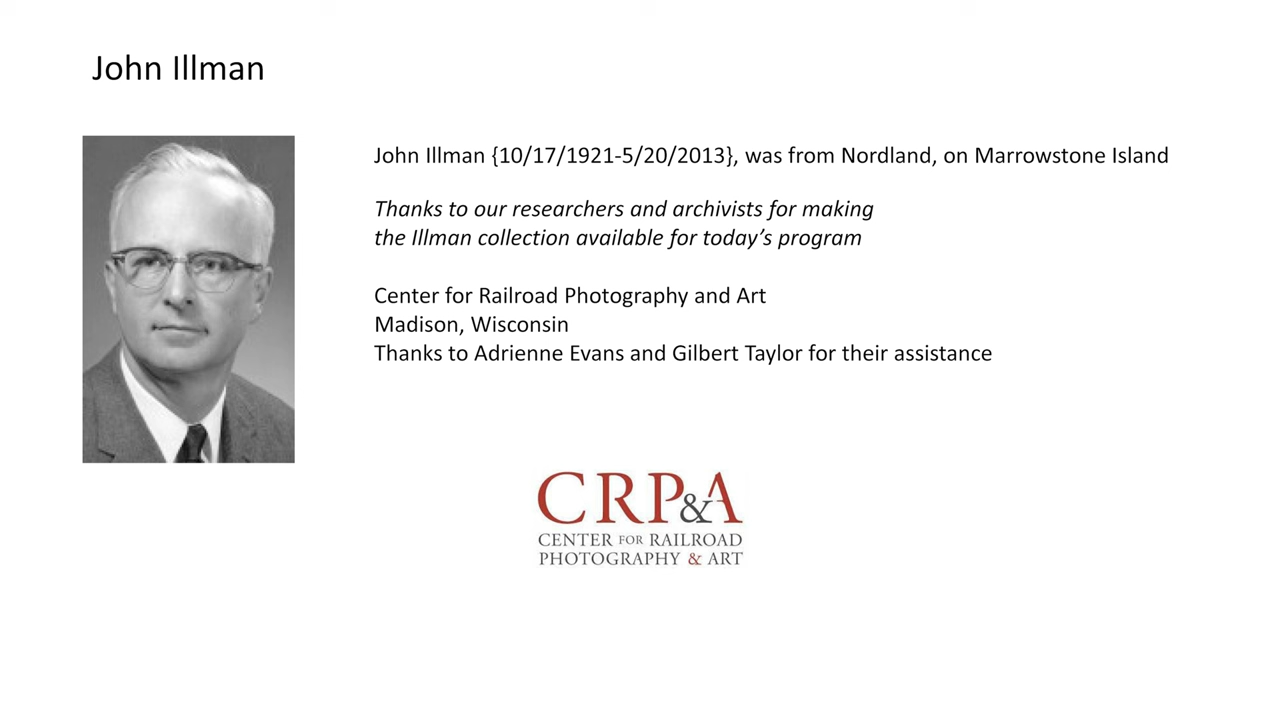 John Illman
John Illman {10/17/1921-5/20/2013}, was from Nordland, on Marrowstone Island
Thanks to our researchers and archivists for making
the Illman collection available for today’s program
Center for Railroad Photography and Art
Madison, Wisconsin
Thanks to Adrienne Evans and Gilbert Taylor for their assistance
CRP&A
CENTER FOR RAILROAD
PHOTOGRAPHY & ART